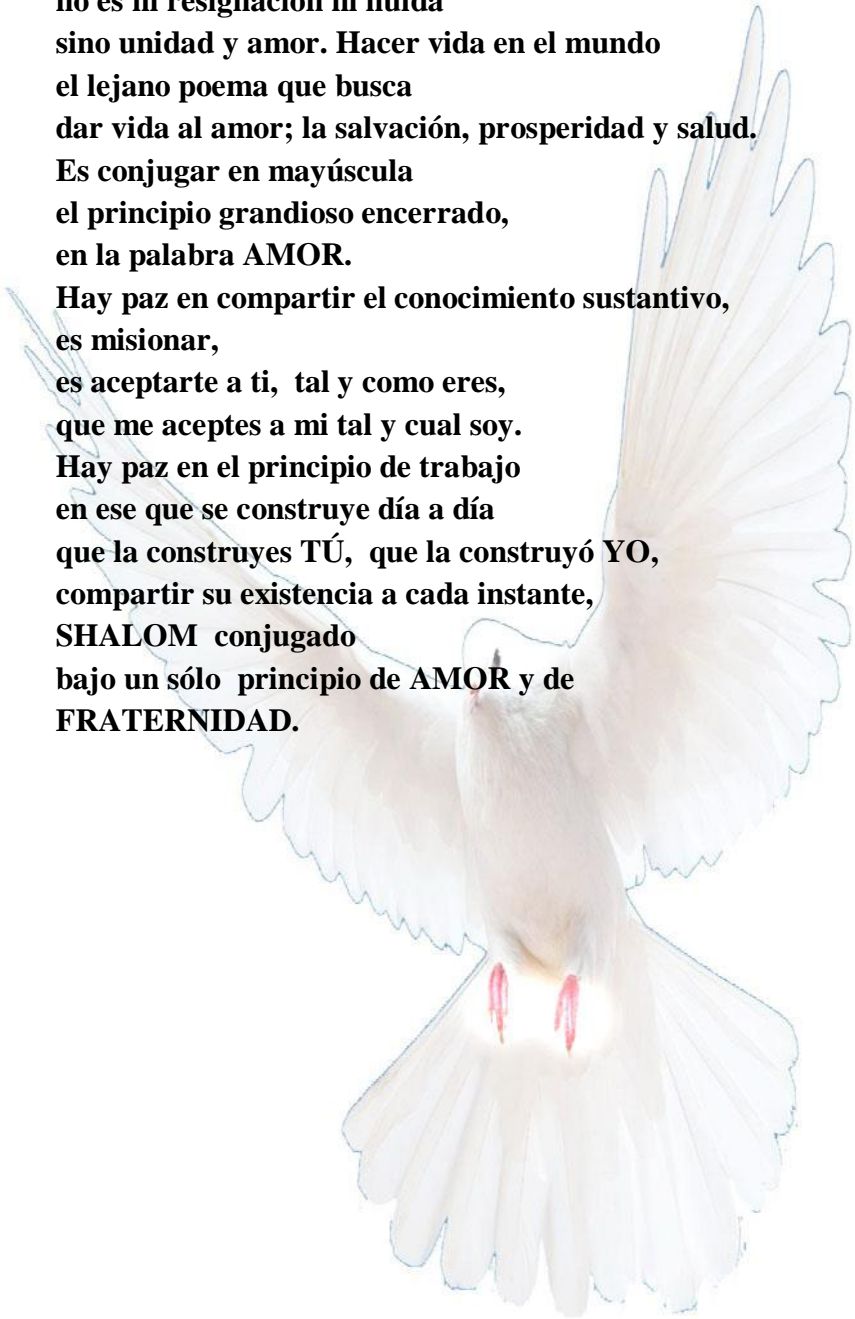 no es ni resignación ni huida
sino unidad y amor. Hacer vida en el mundo
el lejano poema que busca
dar vida al amor; la salvación, prosperidad y salud.
Es conjugar en mayúscula
el principio grandioso encerrado,
en la palabra AMOR.
Hay paz en compartir el conocimiento sustantivo,
es misionar,
es aceptarte a ti, tal y como eres,
que me aceptes a mi tal y cual soy.
Hay paz en el principio de trabajo
en ese que se construye día a día
que la construyes TÚ, que la construyó YO,
compartir su existencia a cada instante,
SHALOM conjugado
bajo un sólo principio de AMOR y de
FRATERNIDAD.